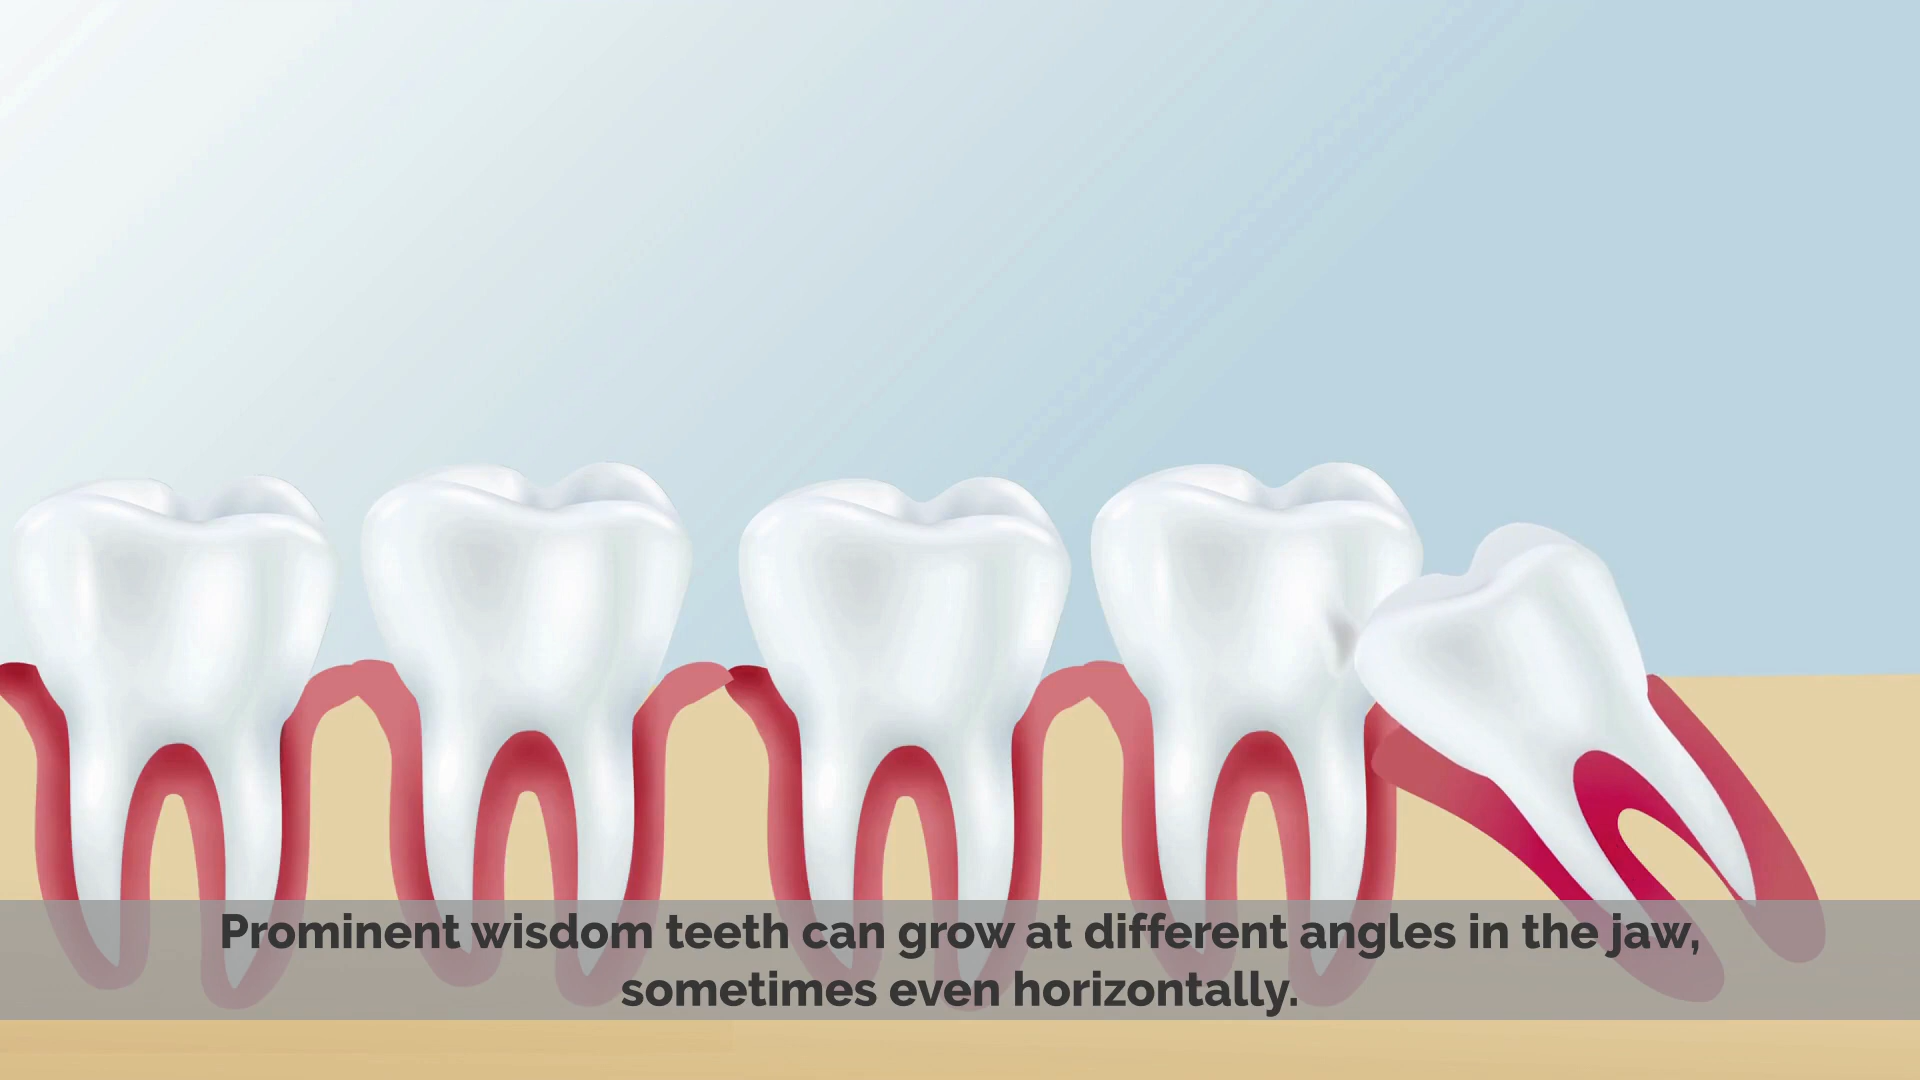 Prominent wisdom teeth can grow at different angles in the jaw,
sometimes even horizontally.